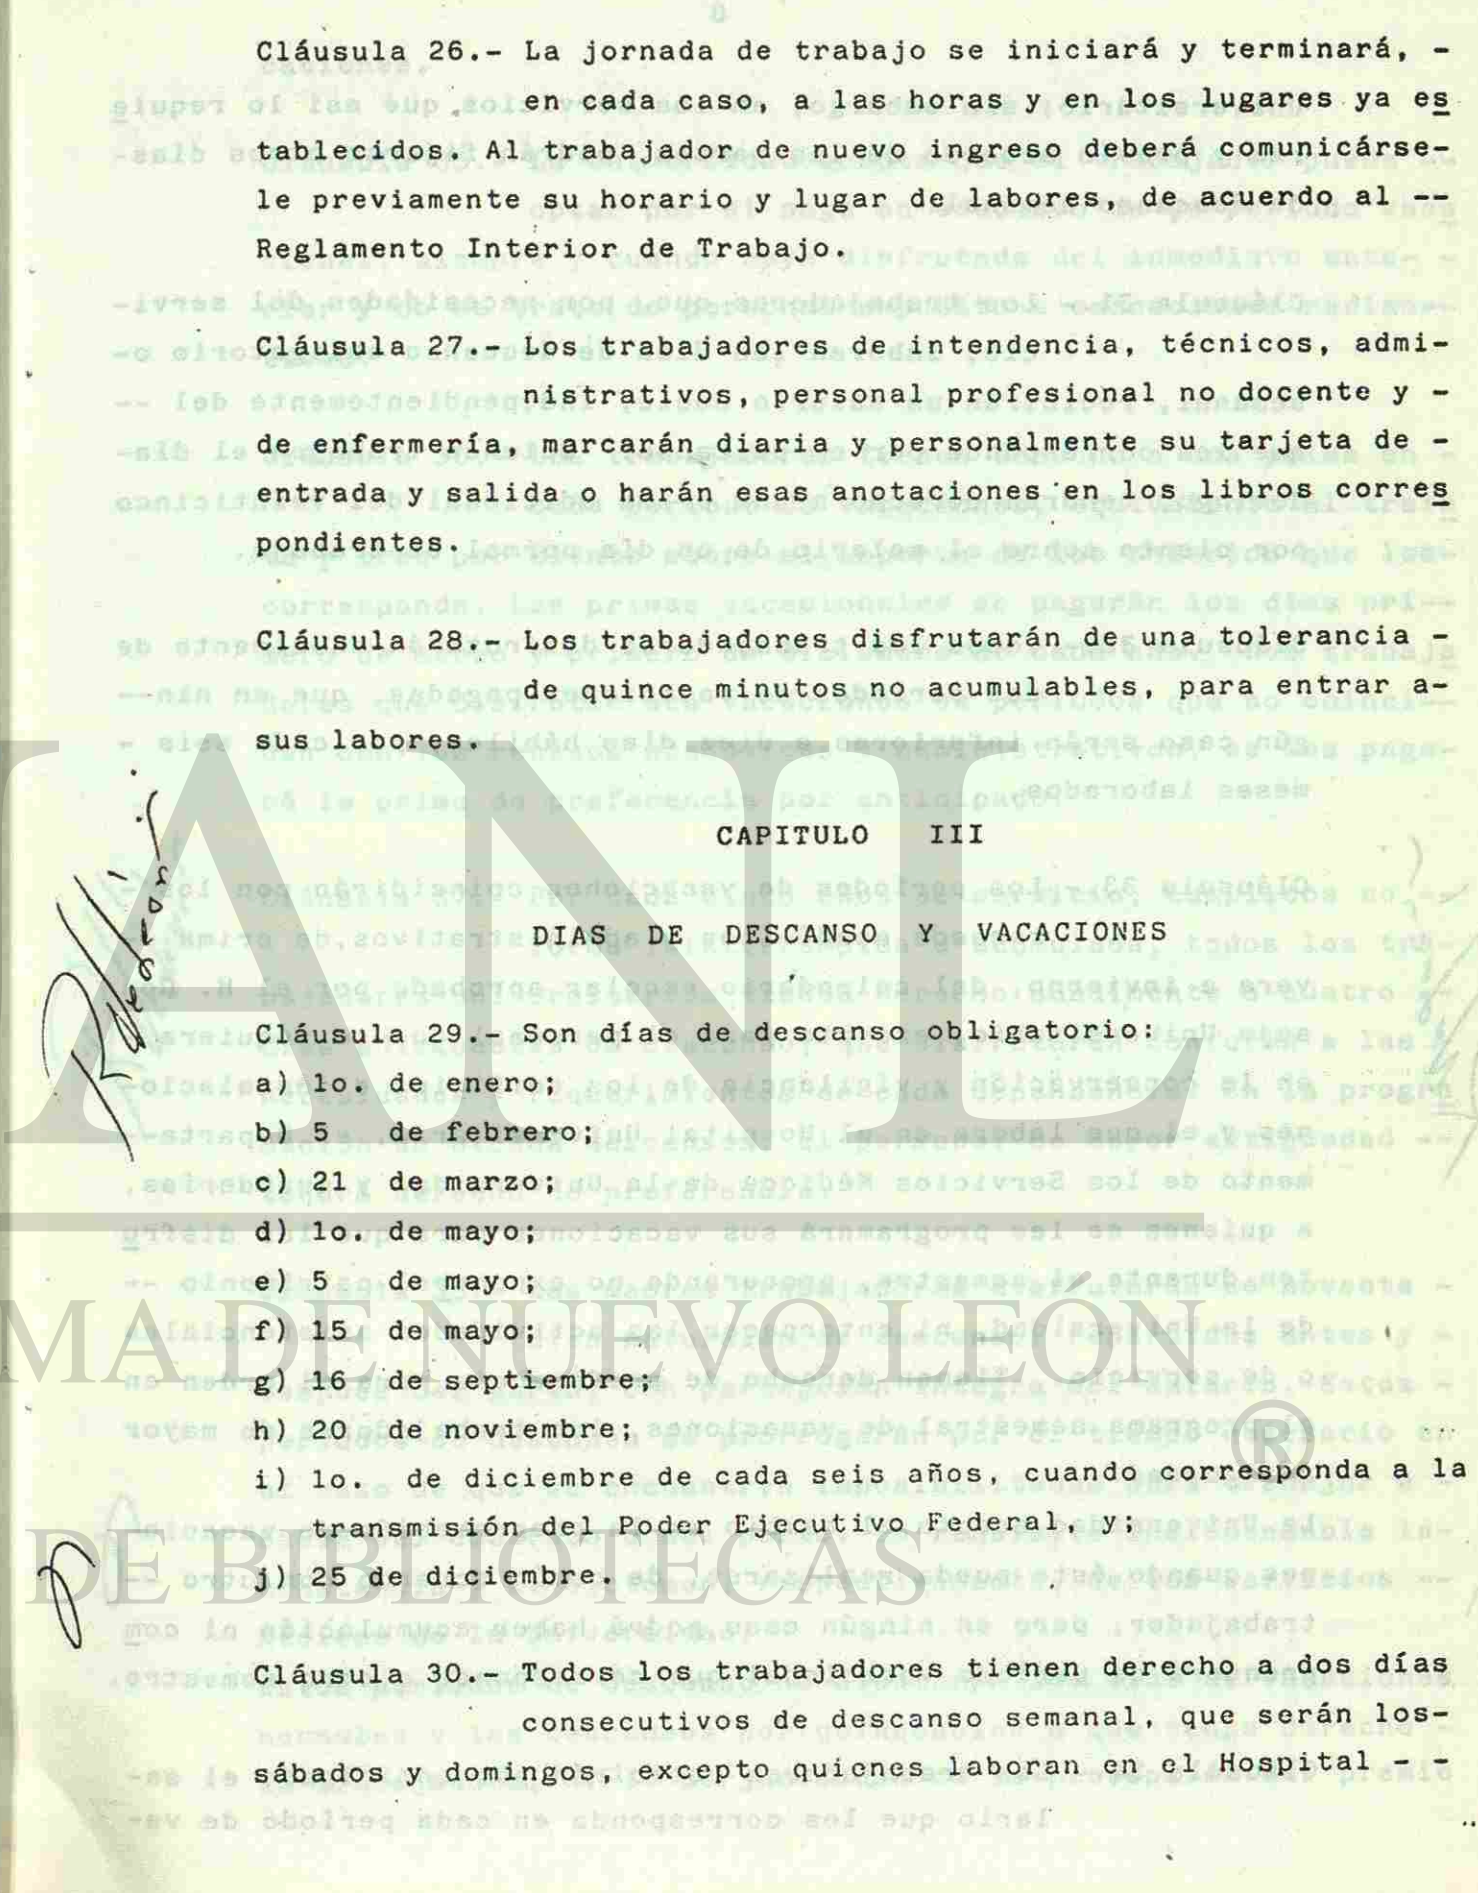 Cláusula 26.- La jornada de trabajo se iniciará y terminará, -
en cada caso, a las horas y en los lugares ya es
tablecidos. Al trabajador de nuevo ingreso deberá comunicárse-
le previamente su horario y lugar de labores, de acuerdo al --
Reglamento Interior de Trabajo.
Cláusula 27.- Los trabajadores de intendencia, técnicos, admi-
nistrativos, personal profesional no docente y -
de enfermería, marcarán diaria y personalmente su tarjeta de -
entrada y salida o harán esas anotaciones en los libros corres
pondientes.
Cláusula 28.- Los trabajadores disfrutarán de una tolerancia -
de quince minutos no acumulables, para entrar a-
sus labores.
CAPITULO III
DIAS DE DESCANSO Y VACACIONES
Cláusula 29.- Son días de descanso obligatorio:
a) 1o. de enero;
b) 5 de febrero;
c) 21 de marzo;
d) 1o. de mayo;
e) 5 de mayo;
f) 15 de mayo;
g) 16 de septiembre;
h) 20 de noviembre;
i) 1o. de diciembre de cada seis años, cuando corresponda a la
transmisión del Poder Ejecutivo Federal, y;
j) 25 de diciembre.
Cláusula 30.- Todos los trabajadores tienen derecho a dos días
consecutivos de descanso semanal, que serán los-
sábados y domingos, excepto quienes laboran en el Hospital - -
ANL
MA DE NUEVO LEÓN
®
DE BIBLIOTECAS